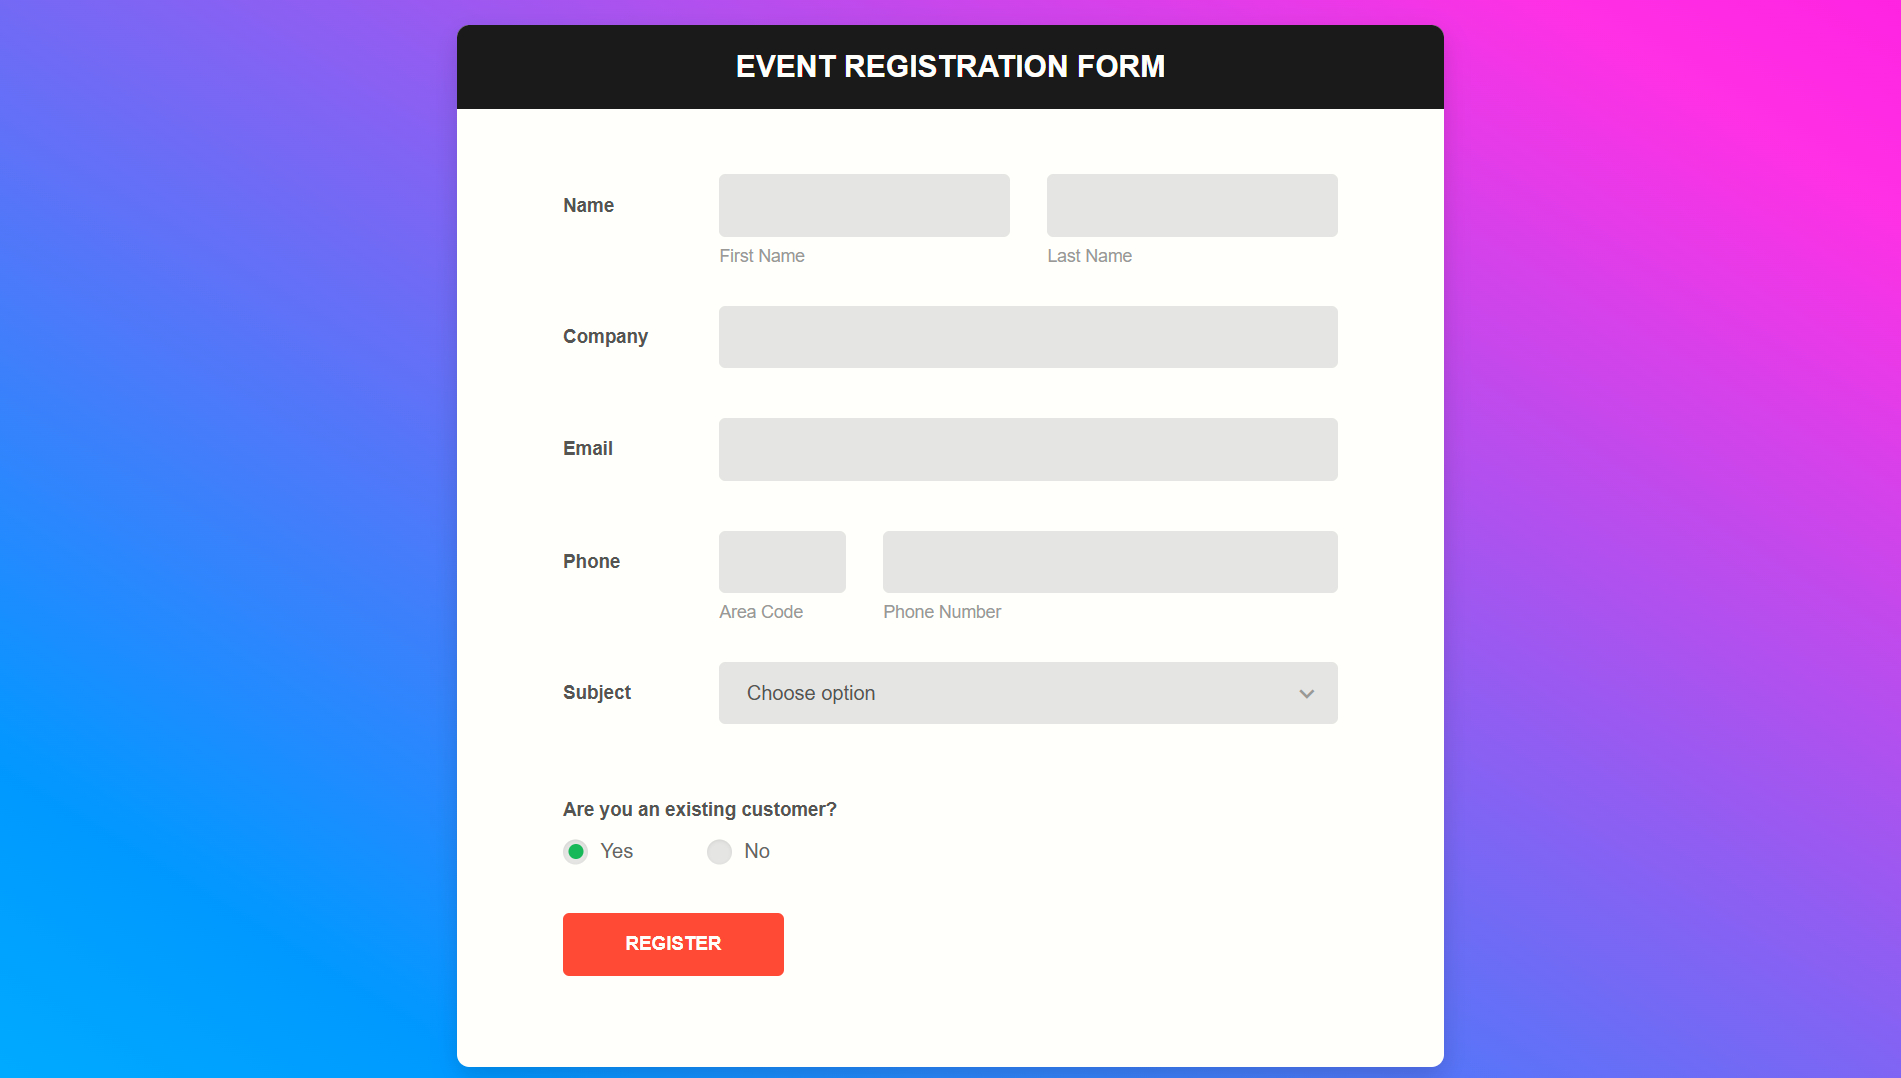 EVENT REGISTRATION FORM
Name
First Name
Last Name
Company
Email
Phone
Area Code
Phone Number
Subject
Choose option
Are you an existing customer?
Yes
No
REGISTER